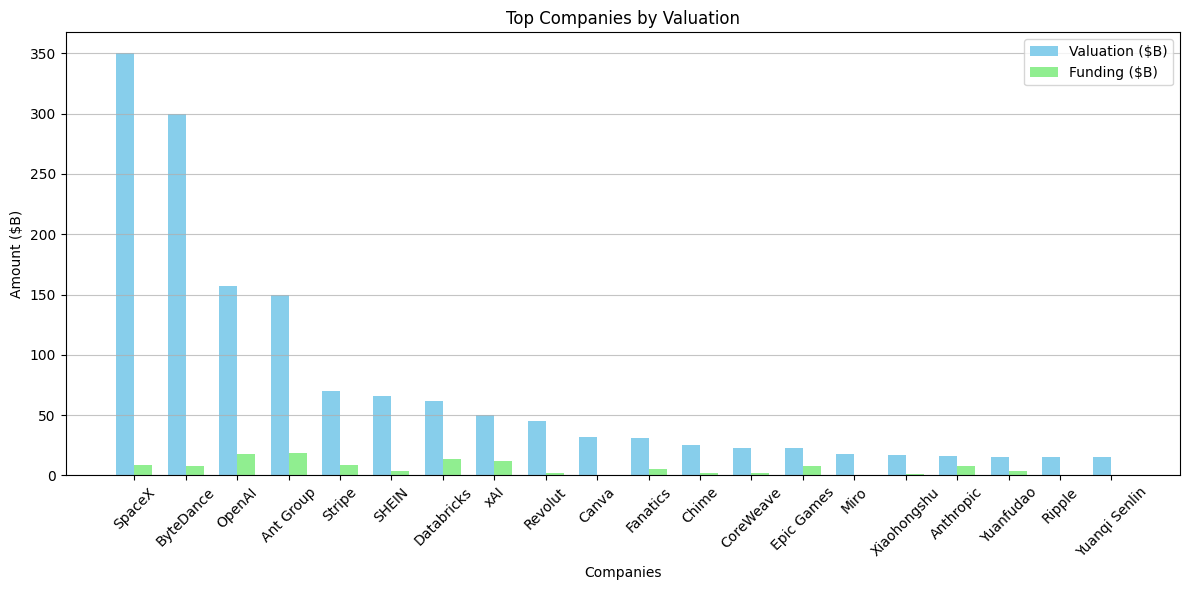 Top Companies by Valuation
Valuation ($B)
Funding ($B)
Amount ($B)
350
300
250
200
150
100
50
0
SpaceX
ByteDance
OpenAI
Ant Group
Stripe
SHEIN
Databricks
xAI
Revolut
Canva
Fanatics
Chime
CoreWeave
Epic Games
Miro
Xiaohongshu
Anthropic
Yuanfudao
Ripple
Yuanqi Senlin
Companies